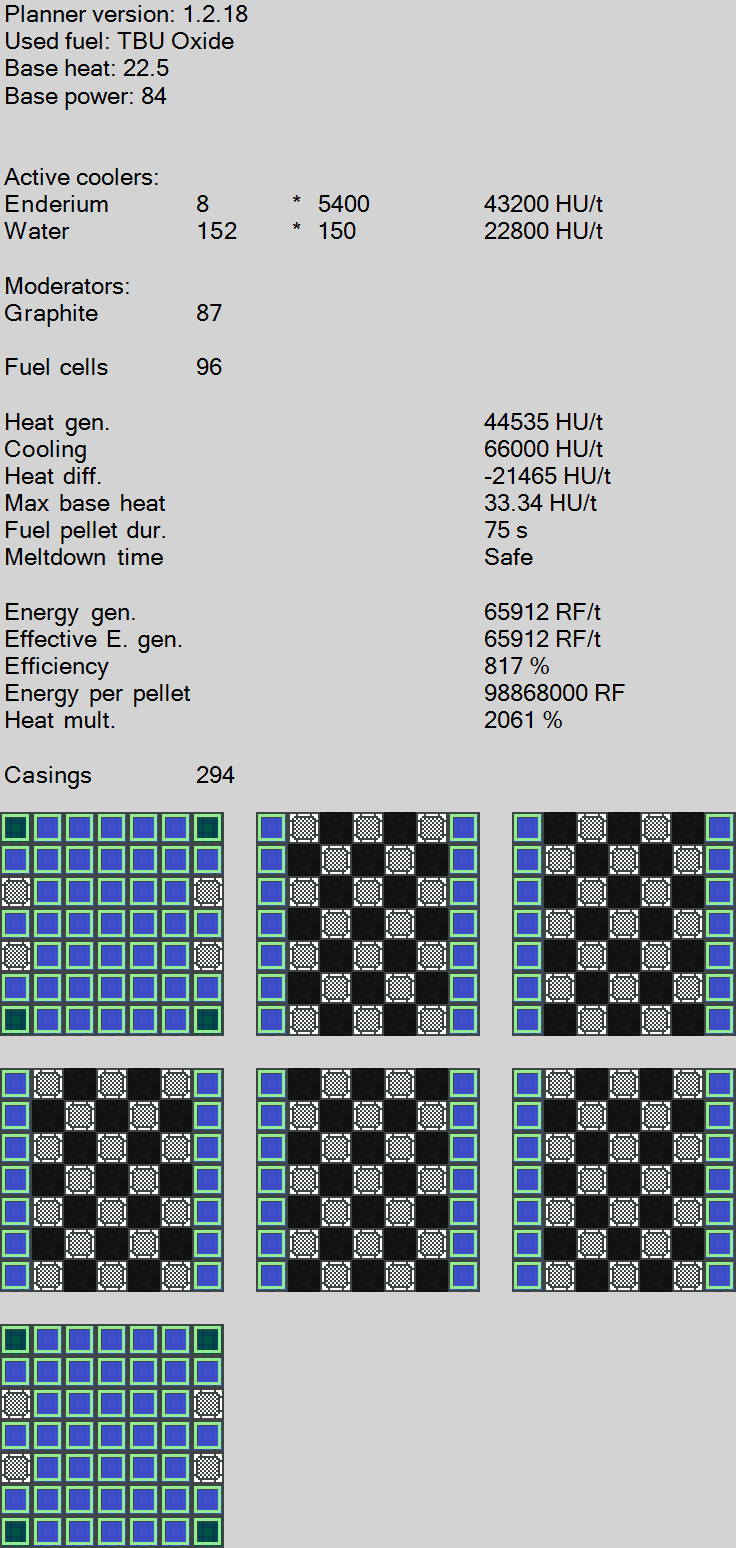 Planner version: 1.2.18
Used fuel: TBU Oxide
Base heat: 22.5
Base power: 84
Active coolers:
Enderium 8 * 5400 43200 HU/t
Water 152 * 150 22800 HU/t
Moderators:
Graphite 87
Fuel cells 96
Heat gen. 44535 HU/t
Cooling 66000 HU/t
Heat diff. -21465 HU/t
Max base heat 33.34 HU/t
Fuel pellet dur. 75 s
Meltdown time Safe
Energy gen. 65912 RF/t
Effective E. gen. 65912 RF/t
Efficiency 817 %
Energy per pellet 98868000 RF
Heat mult. 2061 %
Casings 294